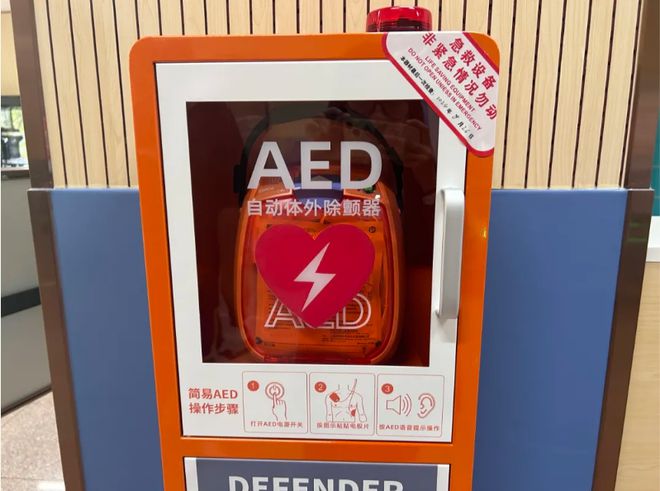 急救设备
非紧急情况勿动
LIFE SAVING EQUIPMENT
DO NOT OPEN UNLESS IN EMERGENCY
AED
自动体外除颤器
AED
简易AED
操作步骤
1
打开AED电源开关
2
按图示粘贴电极片
3
按AED语音提示操作
DEFENDER